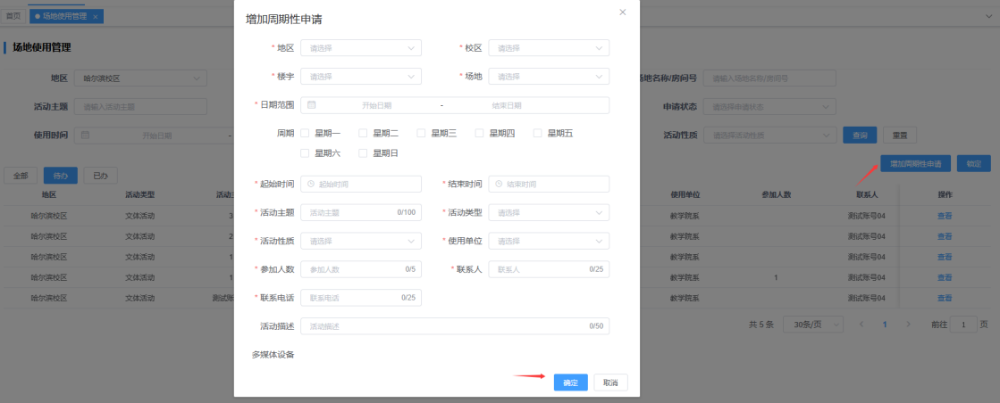 首页 场地使用管理 ×
场地使用管理
地区 哈尔滨校区
活动主题 请输入活动主题
使用时间 开始日期 -
全部 待办 已办
地区 活动类型 活动主
哈尔滨校区 文体活动 3
哈尔滨校区 文体活动 2
哈尔滨校区 文体活动 1
哈尔滨校区 文体活动 1
哈尔滨校区 文体活动 测试账
增加周期性申请 ×
* 地区 请选择 * 校区 请选择
* 楼宇 请选择 * 场地 请选择
* 日期范围 开始日期 - 结束日期
周期 星期一 星期二 星期三 星期四 星期五
星期六 星期日
* 起始时间 起始时间 * 结束时间 结束时间
* 活动主题 活动主题 0/100 * 活动类型 请选择
* 活动性质 请选择 * 使用单位 请选择
* 参加人数 参加人数 0/5 * 联系人 联系人 0/25
* 联系电话 联系电话 0/25
活动描述 活动描述 0/50
多媒体设备
确定 取消
场地名称/房间号 请输入场地名称/房间号
申请状态 请选择申请状态
活动性质 请选择活动性质 查询 重置
增加周期性申请 锁定
使用单位 参加人数 联系人 操作
教学院系 测试账号04 查看
教学院系 测试账号04 查看
教学院系 测试账号04 查看
教学院系 1 测试账号04 查看
教学院系 测试账号04 查看
共 5 条 30条/页 < 1 > 前往 1 页